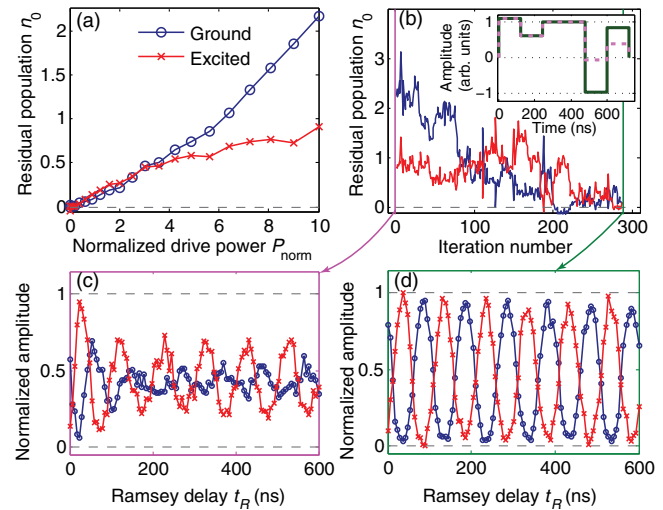 (a)
Ground
Excited
Residual population n0
2
1.5
1
0.5
0
0 2 4 6 8 10
Normalized drive power Pnorm
(b)
Amplitude
(arb. units)
1
0
−1
0 200 400 600
Time (ns)
Residual population n0
4
3
2
1
0
0 100 200 300
Iteration number
(c)
Normalized amplitude
1
0.5
0
0 200 400 600
Ramsey delay tR (ns)
(d)
Normalized amplitude
1
0.5
0
0 200 400 600
Ramsey delay tR (ns)